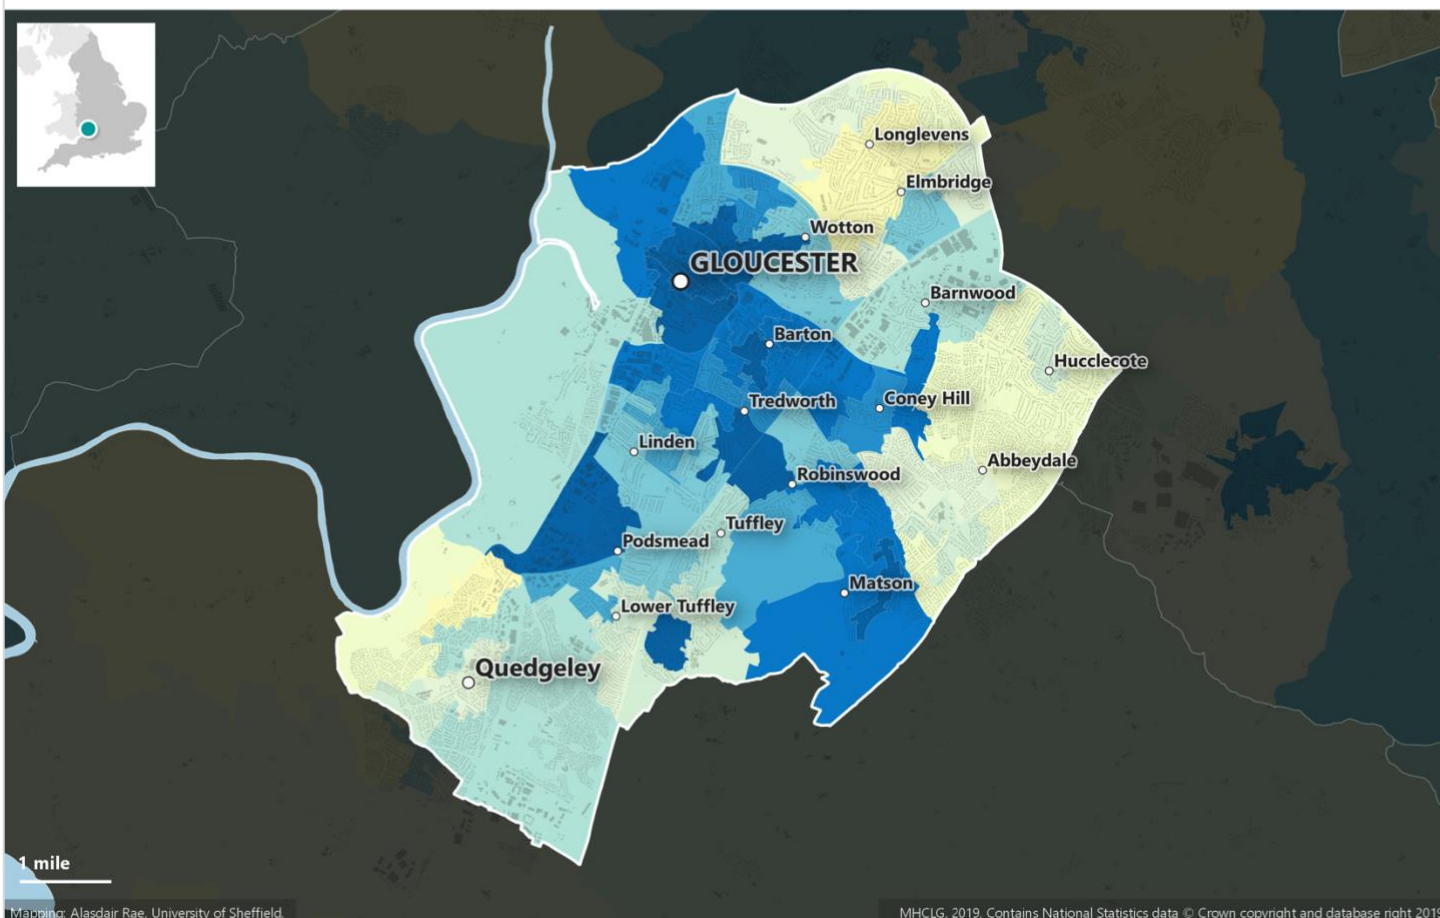 Longlevens
Elmbridge
Wotton
GLOUCESTER
Barnwood
Barton
Hucclecote
Tredworth
Coney Hill
Linden
Abbeydale
Robinswood
Tuffley
Podsmead
Matson
Lower Tuffley
Quedgeley
1 mile
Mapping: Alasdair Rae, University of Sheffield.
MHCLG, 2019. Contains National Statistics data © Crown copyright and database right 2019